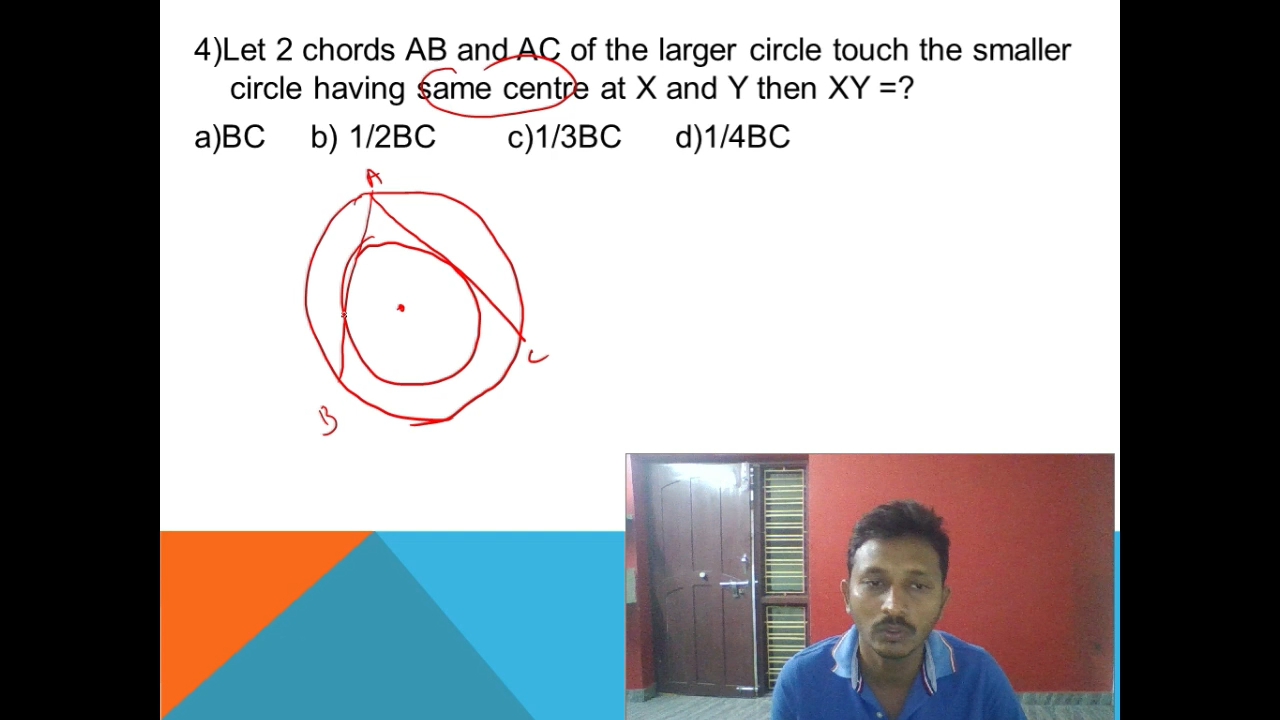 4)Let 2 chords AB and AC of the larger circle touch the smaller
circle having same centre at X and Y then XY =?
a)BC b) 1/2BC c)1/3BC d)1/4BC
A
C
B